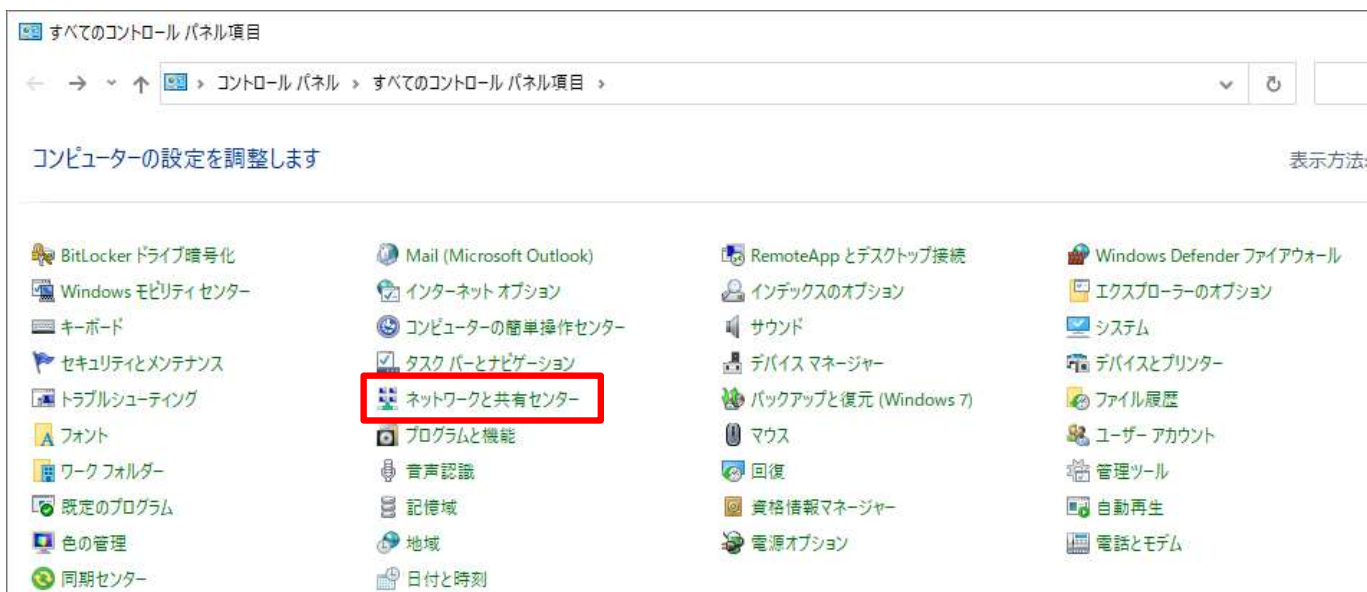 すべてのコントロール パネル項目
コントロール パネル › すべてのコントロール パネル項目 ›
コンピューターの設定を調整します
表示方法
BitLocker ドライブ暗号化 Mail (Microsoft Outlook) RemoteApp とデスクトップ接続 Windows Defender ファイアウォール
Windows モビリティ センター インターネット オプション インデックスのオプション エクスプローラーのオプション
キーボード コンピューターの簡単操作センター サウンド システム
セキュリティとメンテナンス タスク バーとナビゲーション デバイス マネージャー デバイスとプリンター
トラブルシューティング ネットワークと共有センター バックアップと復元 (Windows 7) ファイル履歴
フォント プログラムと機能 マウス ユーザー アカウント
ワーク フォルダー 音声認識 回復 管理ツール
既定のプログラム 記憶域 資格情報マネージャー 自動再生
色の管理 地域 電源オプション 電話とモデム
同期センター 日付と時刻